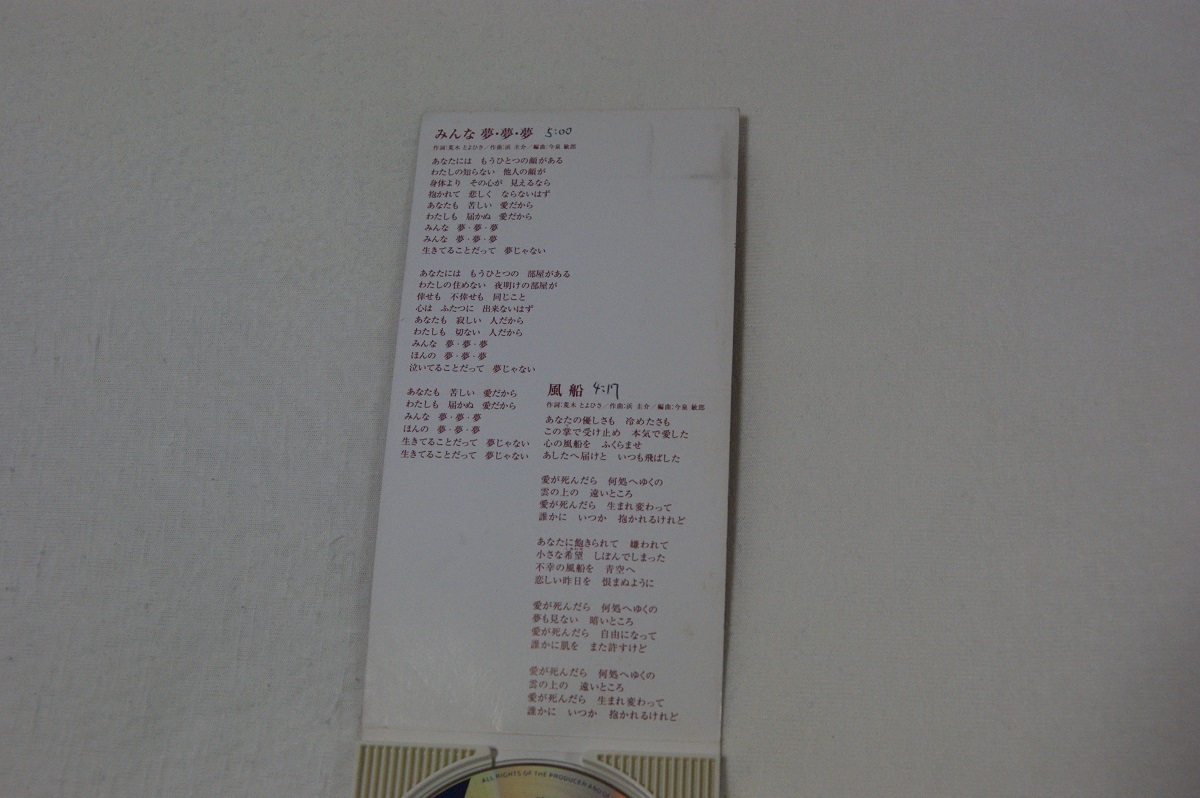 みんな 夢・夢・夢 5:00
作詞:荒木 とよひさ/作曲:浜 圭介/編曲:今泉 敏郎
あなたには もうひとつの顔がある
わたしの知らない 他人の顔が
身体より その心が 見えるなら
抱かれて 悲しく ならないはず
あなたも 苦しい 愛だから
わたしも 届かぬ 愛だから
みんな 夢・夢・夢
みんな 夢・夢・夢
生きてることだって 夢じゃない
あなたには もうひとつの 部屋がある
わたしの住めない 夜明けの部屋が
倖せも 不倖せも 同じこと
心は ふたつに 出来ないはず
あなたも 寂しい 人だから
わたしも 切ない 人だから
みんな 夢・夢・夢
ほんの 夢・夢・夢
泣いてることだって 夢じゃない
あなたも 苦しい 愛だから
わたしも 届かぬ 愛だから
みんな 夢・夢・夢
ほんの 夢・夢・夢
生きてることだって 夢じゃない
生きてることだって 夢じゃない
風船 4:17
作詞:荒木 とよひさ/作曲:浜 圭介/編曲:今泉 敏郎
あなたの優しさも 冷めたさも
この掌で受け止め 本気で愛した
心の風船を ふくらませ
あしたへ届けと いつも飛ばした
愛が死んだら 何処へゆくの
雲の上の 遠いところ
愛が死んだら 生まれ変わって
誰かに いつか 抱かれるけれど
あなたに飽きられて 嫌われて
小さな希望 しぼんでしまった
不幸の風船を 青空へ
悲しい昨日を 恨まぬように
愛が死んだら 何処へゆくの
夢も見ない 暗いところ
愛が死んだら 自由になって
誰かに肌を また許すけど
愛が死んだら 何処へゆくの
雲の上の 遠いところ
愛が死んだら 生まれ変わって
誰かに いつか 抱かれるけれど
ALL RIGHTS OF THE PRODUCER AND